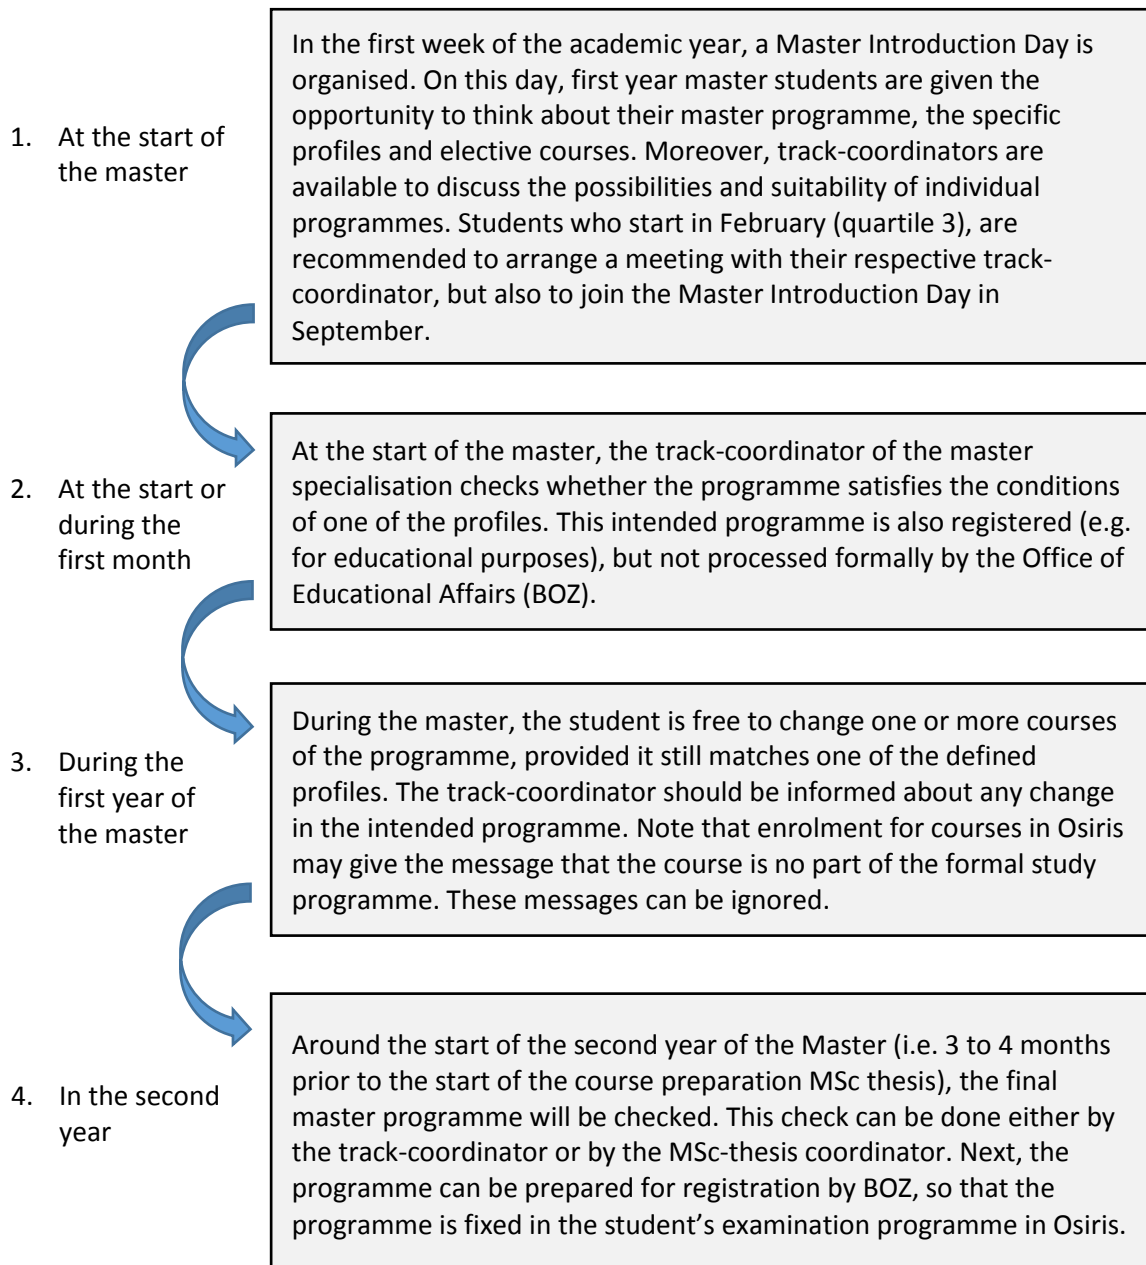 1. At the start of
the master
In the first week of the academic year, a Master Introduction Day is
organised. On this day, first year master students are given the
opportunity to think about their master programme, the specific
profiles and elective courses. Moreover, track-coordinators are
available to discuss the possibilities and suitability of individual
programmes. Students who start in February (quartile 3), are
recommended to arrange a meeting with their respective track-
coordinator, but also to join the Master Introduction Day in
September.
2. At the start or
during the
first month
At the start of the master, the track-coordinator of the master
specialisation checks whether the programme satisfies the conditions
of one of the profiles. This intended programme is also registered (e.g.
for educational purposes), but not processed formally by the Office of
Educational Affairs (BOZ).
3. During the
first year of
the master
During the master, the student is free to change one or more courses
of the programme, provided it still matches one of the defined
profiles. The track-coordinator should be informed about any change
in the intended programme. Note that enrolment for courses in Osiris
may give the message that the course is no part of the formal study
programme. These messages can be ignored.
4. In the second
year
Around the start of the second year of the Master (i.e. 3 to 4 months
prior to the start of the course preparation MSc thesis), the final
master programme will be checked. This check can be done either by
the track-coordinator or by the MSc-thesis coordinator. Next, the
programme can be prepared for registration by BOZ, so that the
programme is fixed in the student’s examination programme in Osiris.